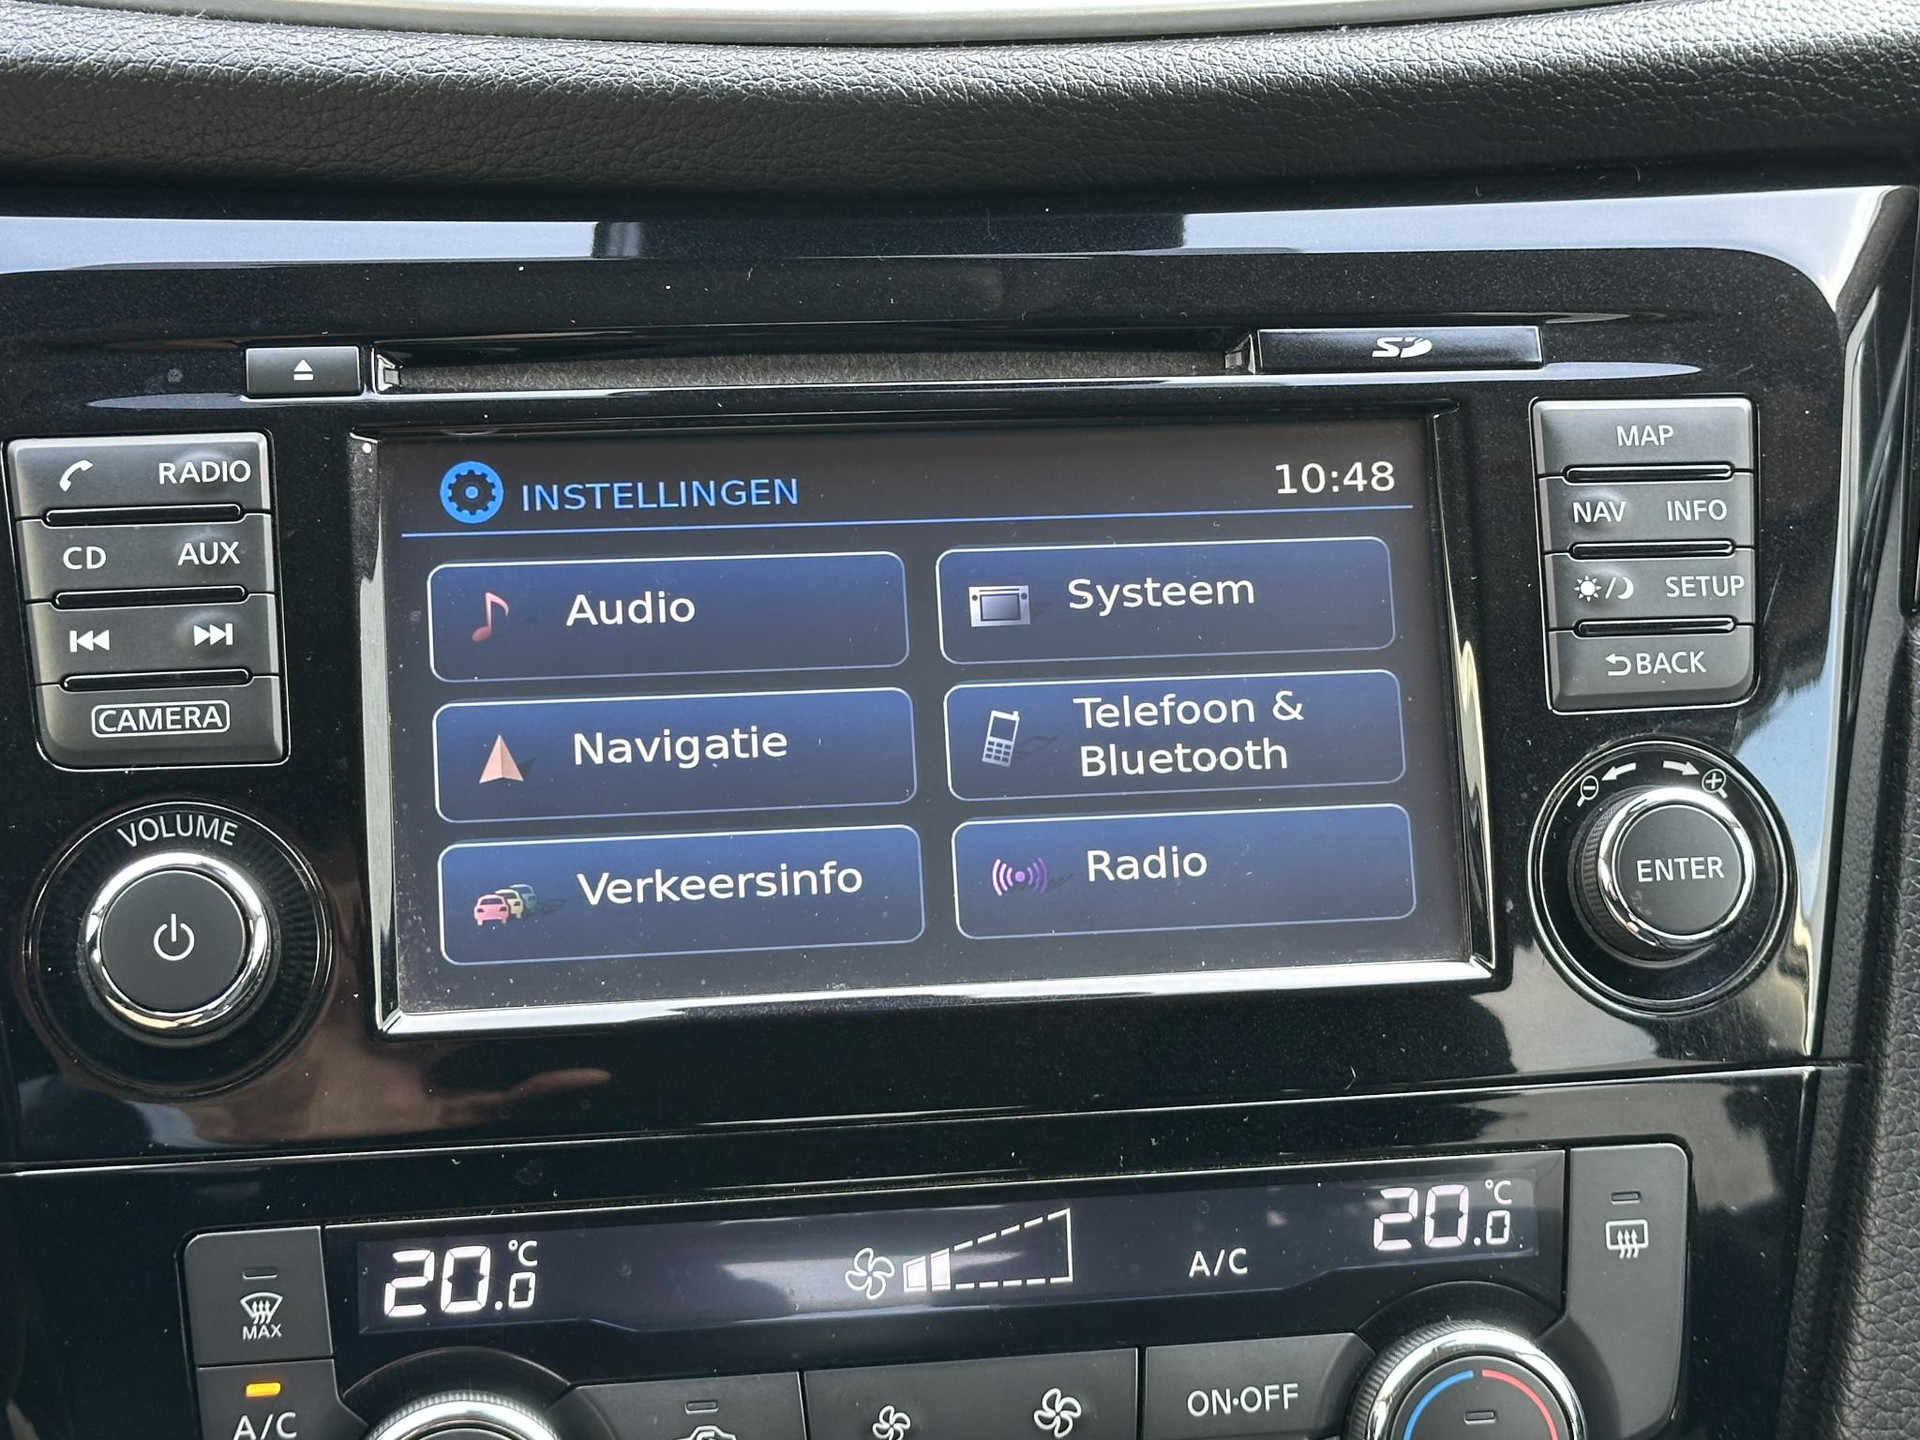 SD
MAP
RADIO
INSTELLINGEN
10:48
NAV INFO
CD AUX
Audio
Systeem
SETUP
BACK
CAMERA
Navigatie
Telefoon &
Bluetooth
VOLUME
Verkeersinfo
Radio
ENTER
20.0 °C
A/C
20.0 °C
MAX
A/C
ON•OFF